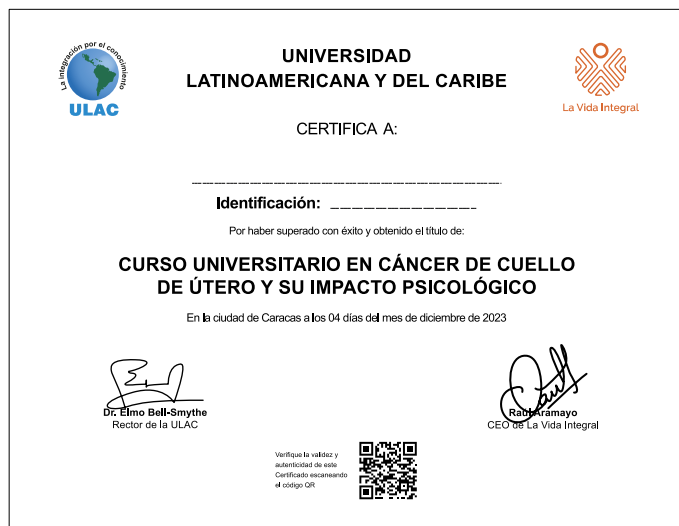 La integración por el conocimiento
ULAC
UNIVERSIDAD
LATINOAMERICANA Y DEL CARIBE
La Vida Integral
CERTIFICA A:
Identificación:
Por haber superado con éxito y obtenido el título de:
CURSO UNIVERSITARIO EN CÁNCER DE CUELLO
DE ÚTERO Y SU IMPACTO PSICOLÓGICO
En la ciudad de Caracas a los 04 días del mes de diciembre de 2023
Dr. Elmo Bell-Smythe
Rector de la ULAC
Raúl Aramayo
CEO de La Vida Integral
Verifique la validez y
autenticidad de este
Certificado escaneando
el código QR